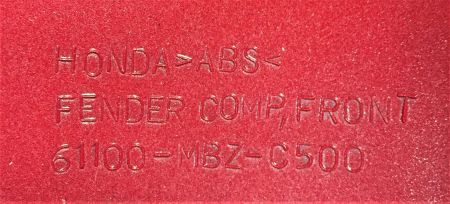 HONDA >ABS<
FENDER COMP, FRONT
61100-MBZ-C500